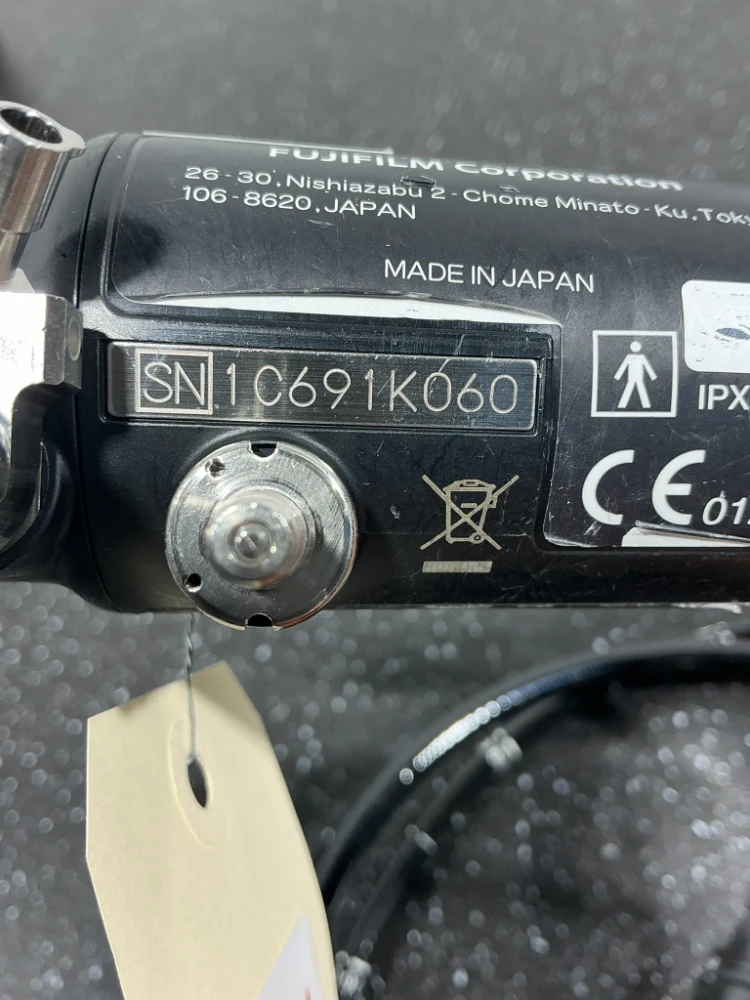 FUJIFILM Corporation
26-30, Nishiazabu 2-Chome Minato-Ku, Toky
106-8620, JAPAN
MADE IN JAPAN
SN 1C691K060
IPX
CE 01